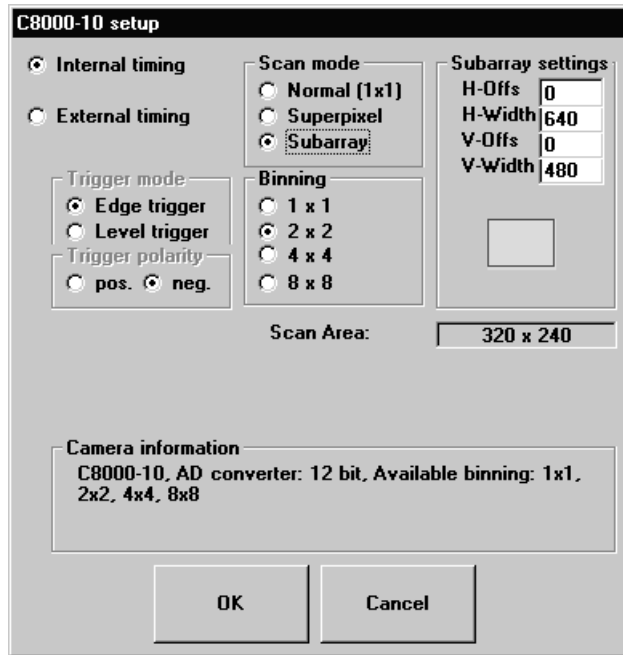 C8000-10 setup
Internal timing
External timing
Trigger mode
Edge trigger
Level trigger
Trigger polarity
pos. neg.
Scan mode
Normal (1x1)
Superpixel
Subarray
Binning
1 x 1
2 x 2
4 x 4
8 x 8
Subarray settings
H-Offs 0
H-Width 640
V-Offs 0
V-Width 480
Scan Area: 320 x 240
Camera information
C8000-10, AD converter: 12 bit, Available binning: 1x1,
2x2, 4x4, 8x8
OK Cancel